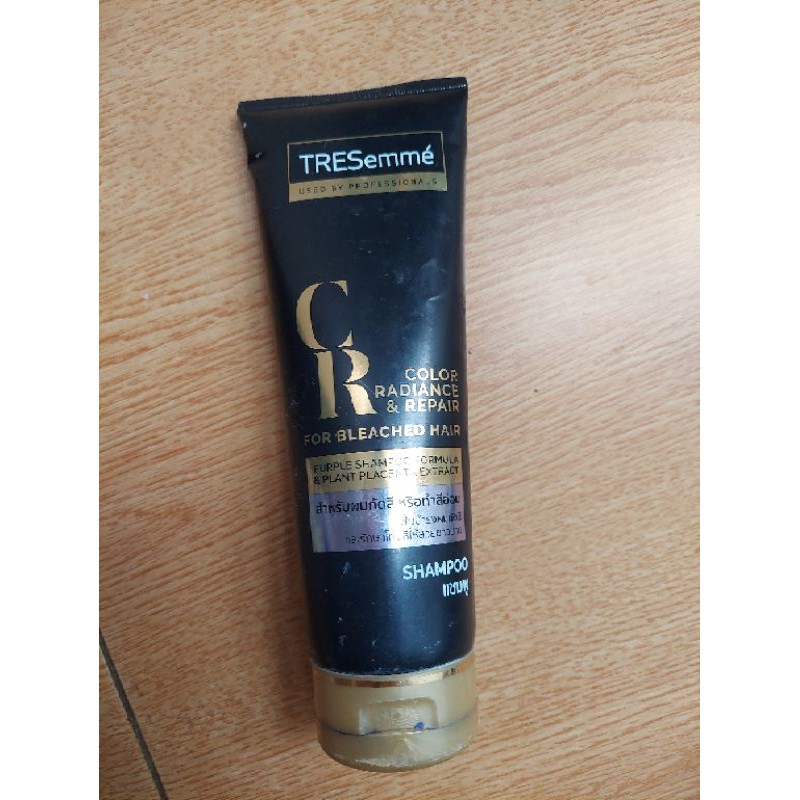 TRESemmé
USED BY PROFESSIONALS
CR
COLOR
RADIANCE
& REPAIR
FOR BLEACHED HAIR
PURPLE SHAMPOO FORMULA
& PLANT PLACENTA EXTRACT
สำหรับผมกัดสี หรือทำสีอ่อน
SHAMPOO
แชมพู